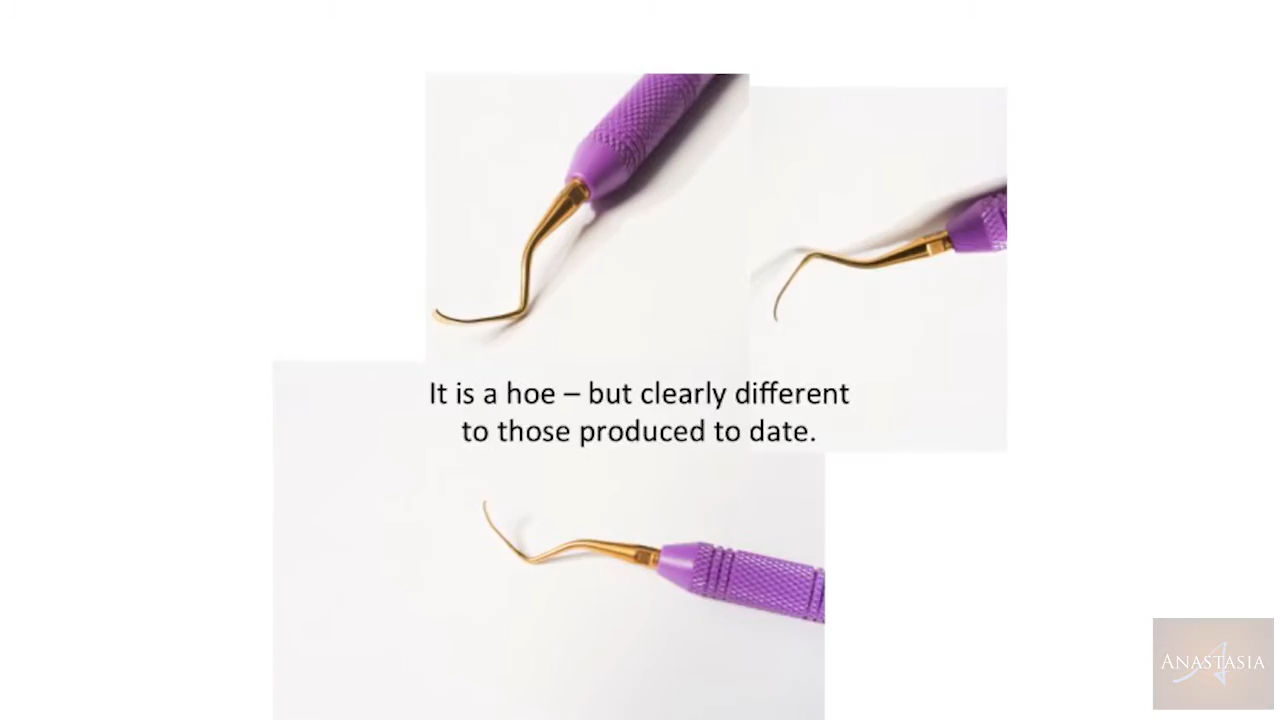 It is a hoe – but clearly different
to those produced to date.
ANASTASIA